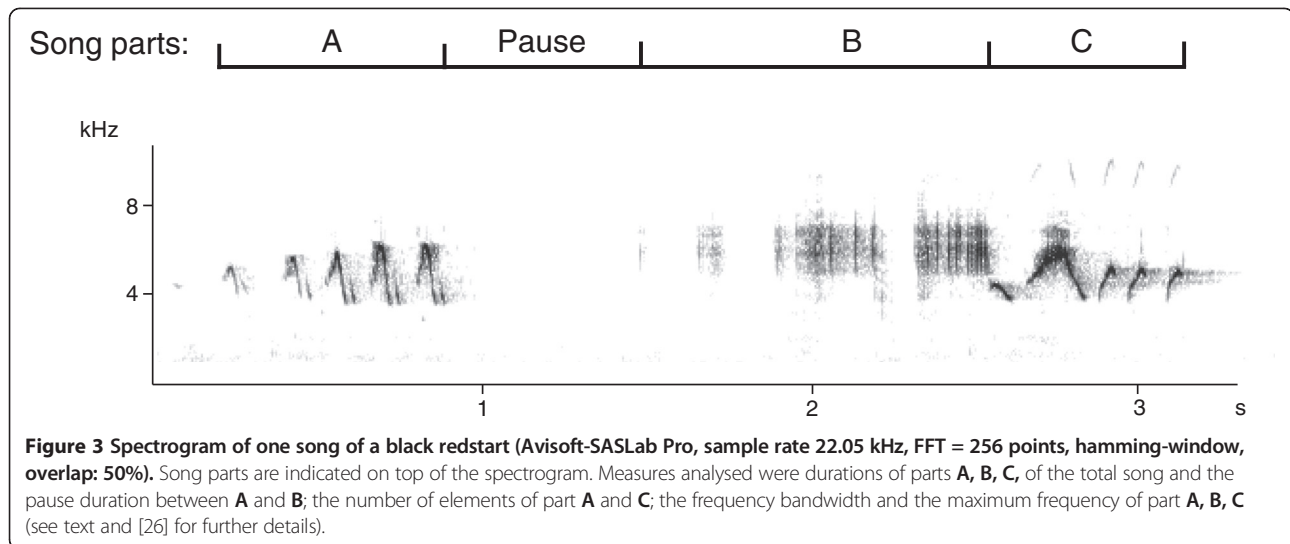 Song parts: A Pause B C
kHz
8
4
1 2 3 s
Figure 3 Spectrogram of one song of a black redstart (Avisoft-SASLab Pro, sample rate 22.05 kHz, FFT = 256 points, hamming-window,
overlap: 50%). Song parts are indicated on top of the spectrogram. Measures analysed were durations of parts A, B, C, of the total song and the
pause duration between A and B; the number of elements of part A and C; the frequency bandwidth and the maximum frequency of part A, B, C
(see text and [26] for further details).